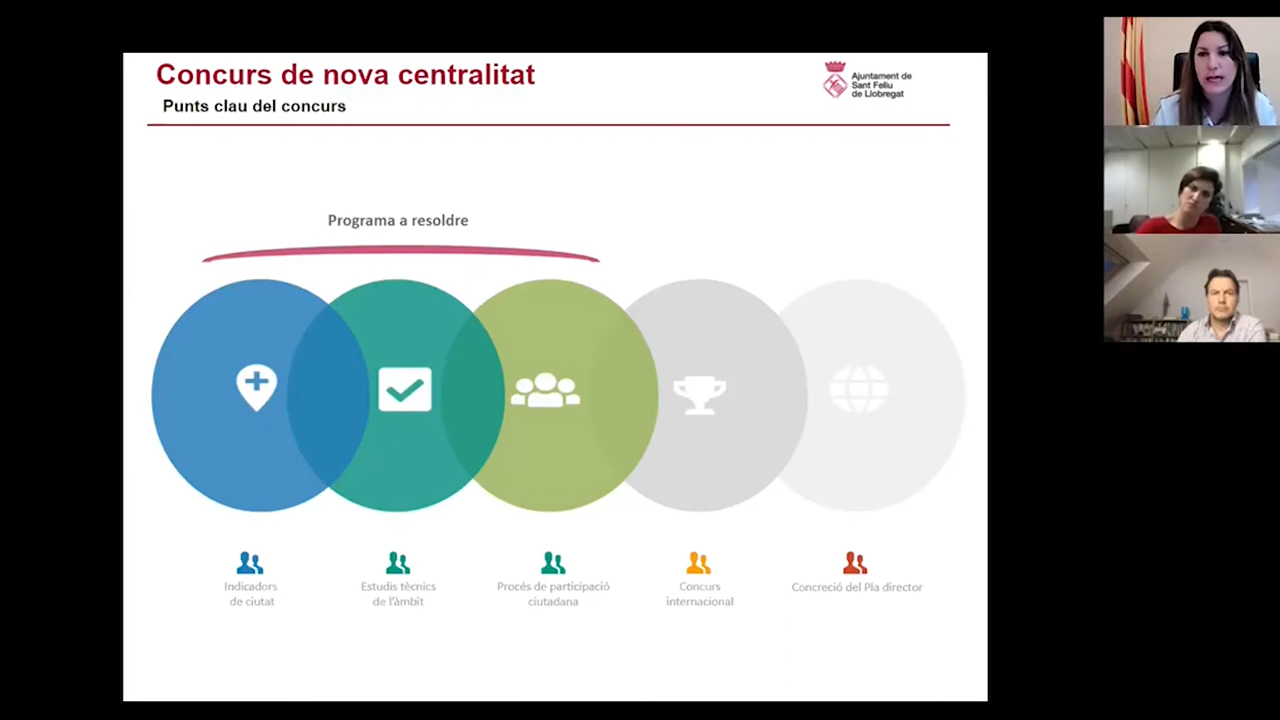 Concurs de nova centralitat
Punts clau del concurs
Ajuntament de
Sant Feliu
de Llobregat
Programa a resoldre
Indicadors
de ciutat
Estudis tècnics
de l'àmbit
Procés de participació
ciutadana
Concurs
internacional
Concreció del Pla director